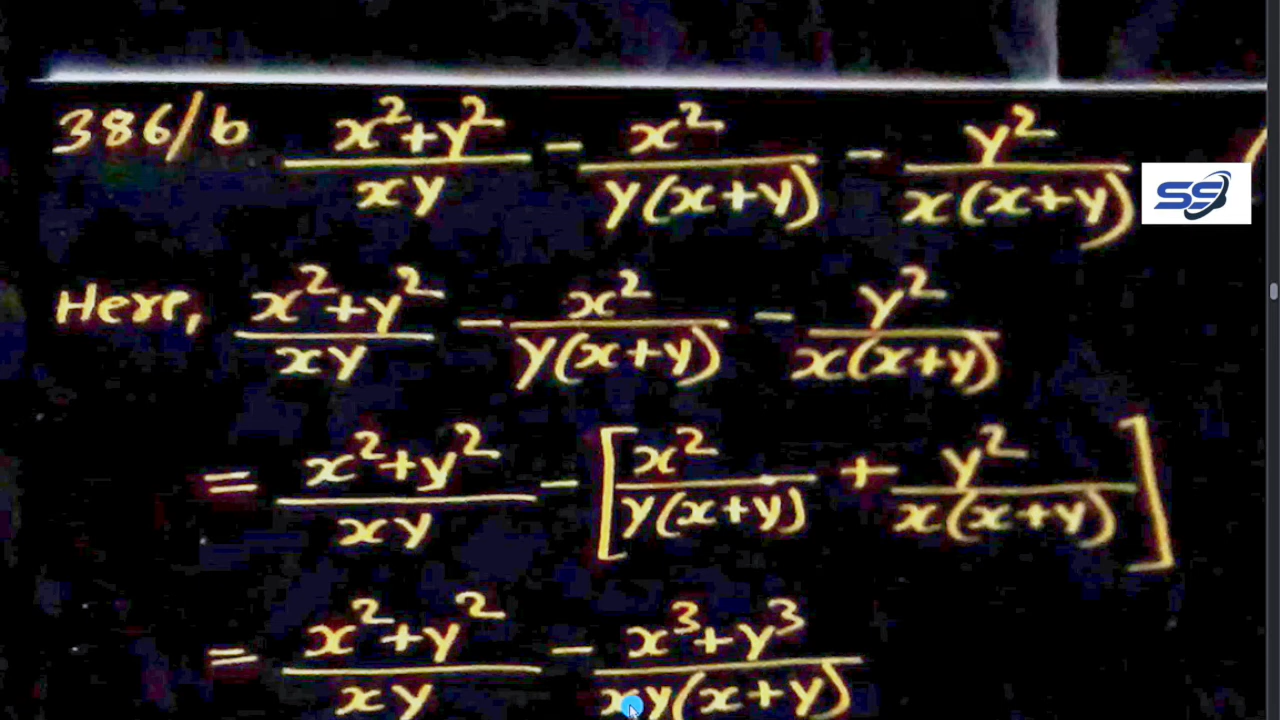 386/b (x²+y²)/(xy) - x²/(y(x+y)) - y²/(x(x+y)) (
SS
Here, (x²+y²)/(xy) - x²/(y(x+y)) - y²/(x(x+y))
= (x²+y²)/(xy) - [x²/(y(x+y)) + y²/(x(x+y))]
= (x²+y²)/(xy) - (x³+y³)/(xy(x+y))